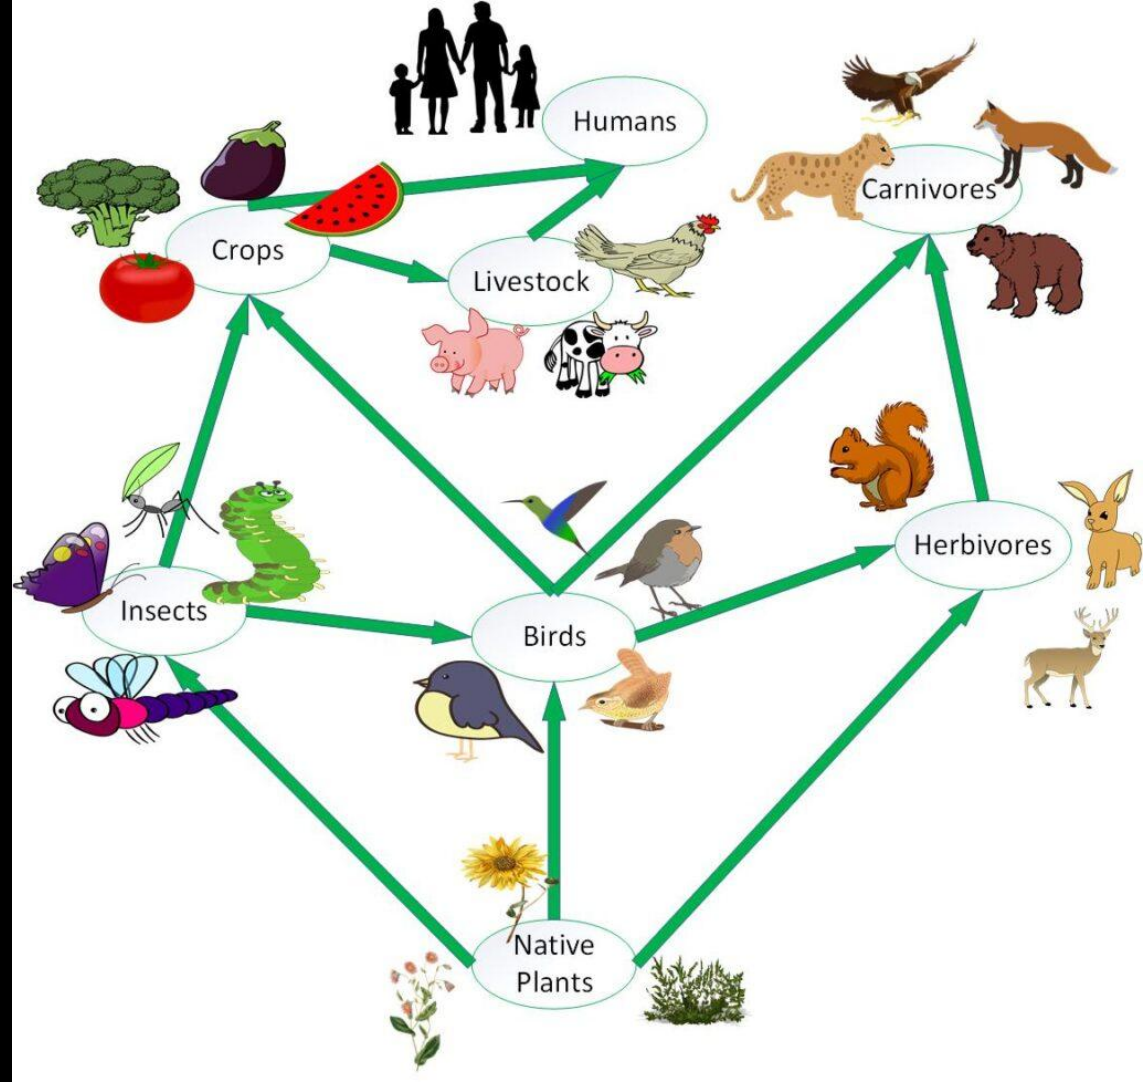 Humans
Carnivores
Crops
Livestock
Herbivores
Insects
Birds
Native
Plants